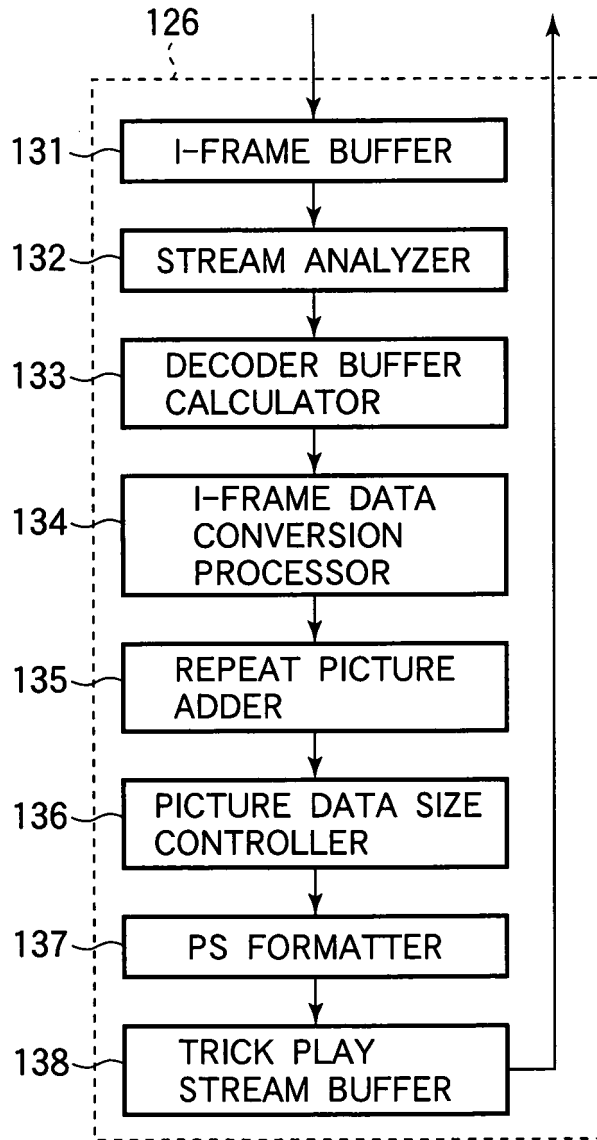 126
131
I-FRAME BUFFER
132
STREAM ANALYZER
133
DECODER BUFFER
CALCULATOR
134
I-FRAME DATA
CONVERSION
PROCESSOR
135
REPEAT PICTURE
ADDER
136
PICTURE DATA SIZE
CONTROLLER
137
PS FORMATTER
138
TRICK PLAY
STREAM BUFFER